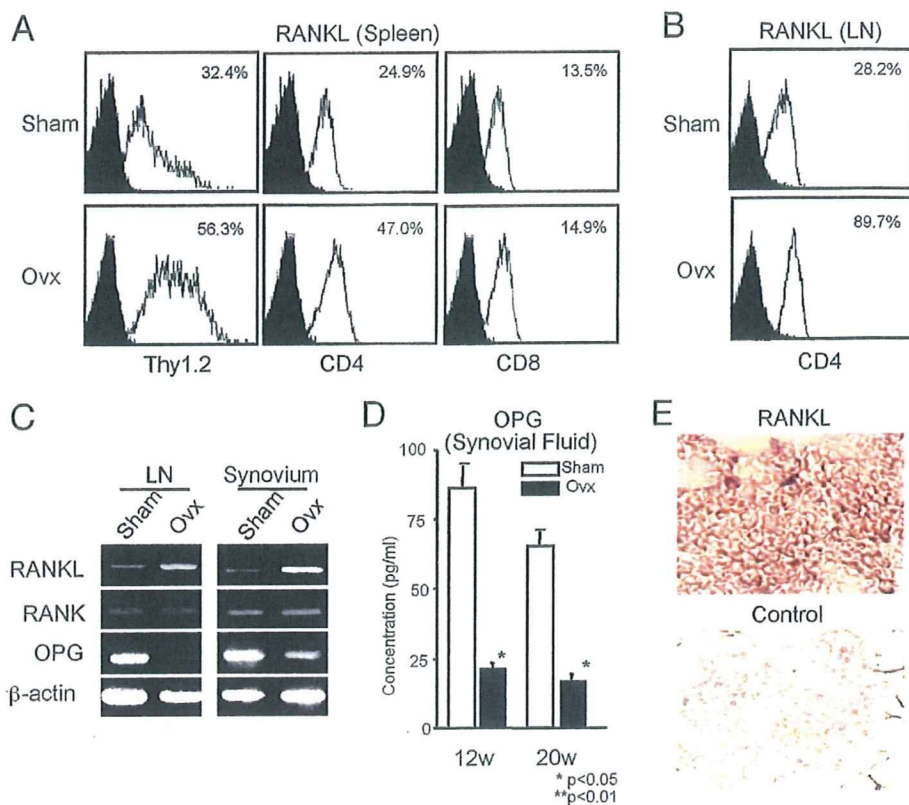 A
RANKL (Spleen)
Sham
32.4%
24.9%
13.5%
Ovx
56.3%
47.0%
14.9%
Thy1.2
CD4
CD8
B
RANKL (LN)
Sham
28.2%
Ovx
89.7%
CD4
C
LN
Synovium
Sham
Ovx
Sham
Ovx
RANKL
RANK
OPG
β-actin
D
OPG
(Synovial Fluid)
Sham
Ovx
Concentration (pg/ml)
100
75
50
25
0
*
*
12w
20w
* p<0.05
**p<0.01
E
RANKL
Control